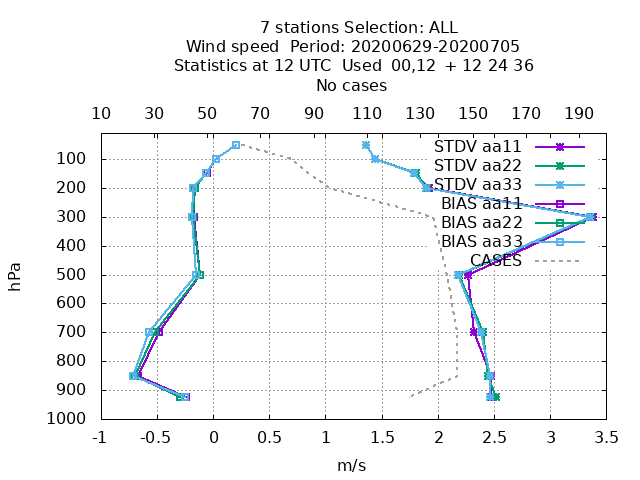 7 stations Selection: ALL
Wind speed  Period: 20200629-20200705
Statistics at 12 UTC  Used  00,12  + 12 24 36
No cases
10 30 50 70 90 110 130 150 170 190
STDV aa11
STDV aa22
STDV aa33
BIAS aa11
BIAS aa22
BIAS aa33
CASES
hPa
100
200
300
400
500
600
700
800
900
1000
-1 -0.5 0 0.5 1 1.5 2 2.5 3 3.5
m/s